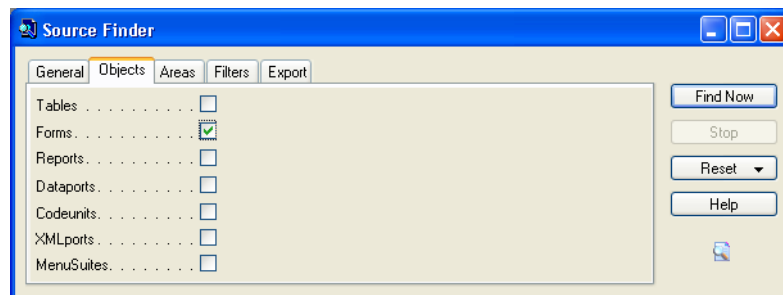 Source Finder
General Objects Areas Filters Export
Tables . . . . . . . . . .
Forms. . . . . . . . . . .
Reports. . . . . . . . . .
Dataports. . . . . . . . .
Codeunits. . . . . . . . .
XMLports . . . . . . . . .
MenuSuites. . . . . . . .
Find Now
Stop
Reset
Help